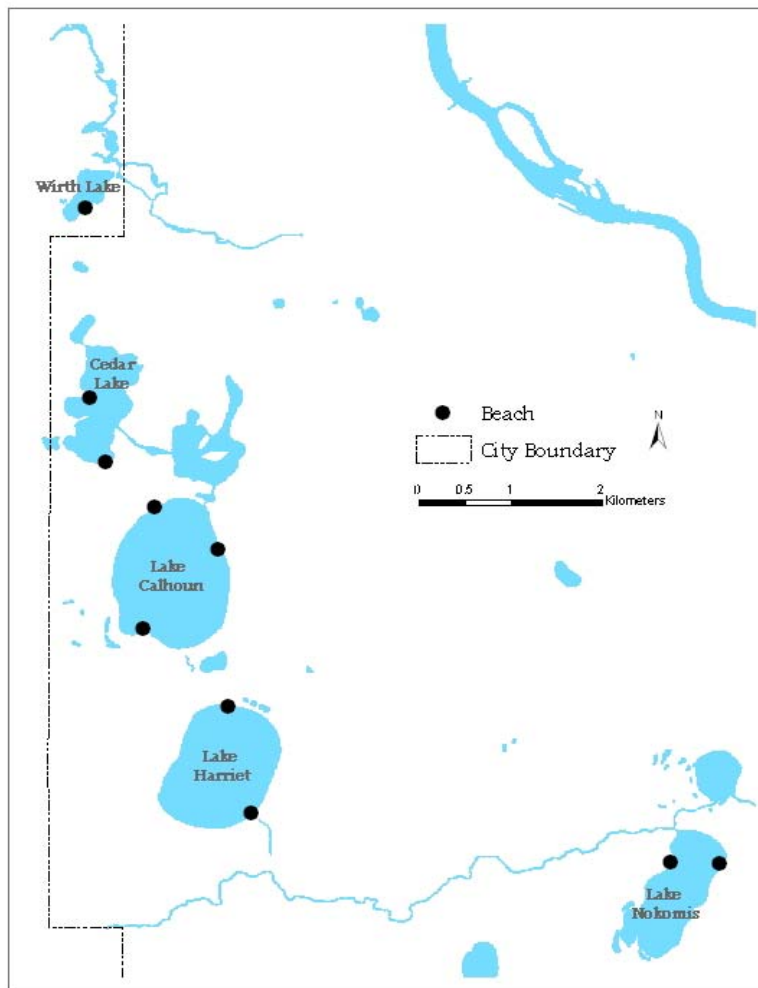 Wirth Lake
Cedar
Lake
Beach
N
City Boundary
0 0.5 1 2
Kilometers
Lake
Calhoun
Lake
Harriet
Lake
Nokomis